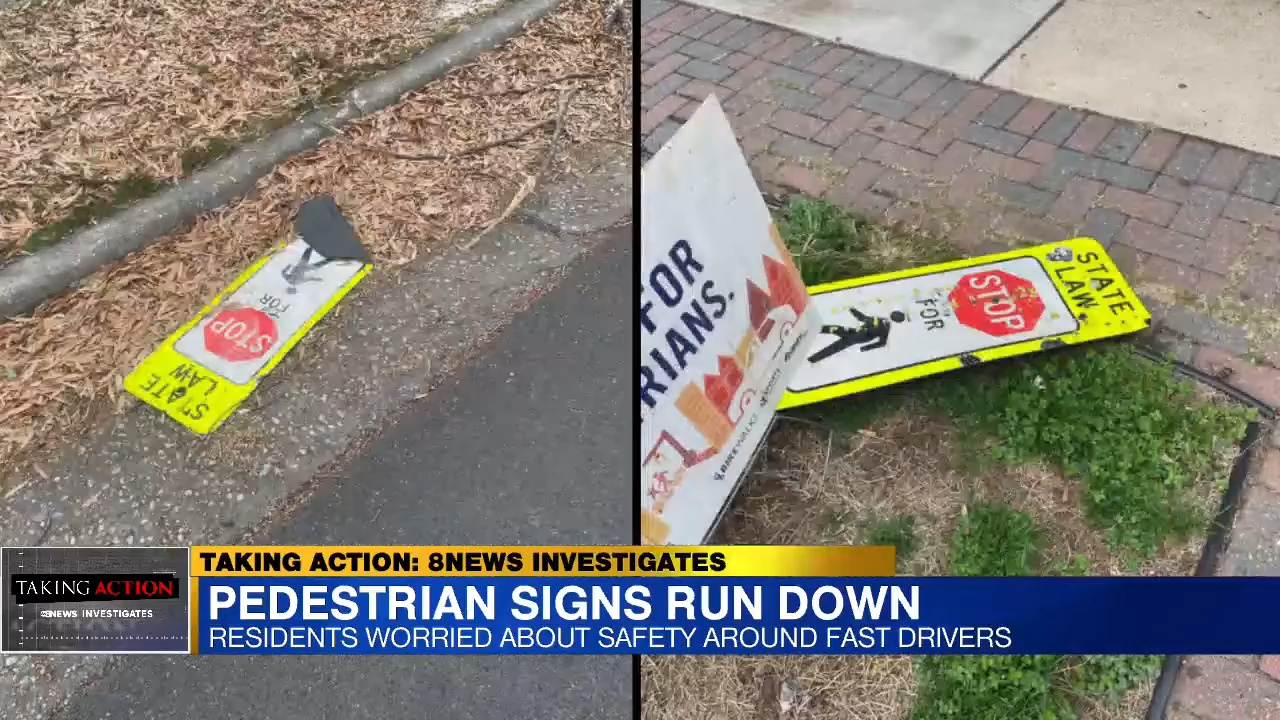 STATE
LAW
STOP
FOR
FOR
RIANS.
BIKEWALK
STATE
LAW
STOP
FOR
TAKING ACTION
8NEWS INVESTIGATES
TAKING ACTION: 8NEWS INVESTIGATES
PEDESTRIAN SIGNS RUN DOWN
RESIDENTS WORRIED ABOUT SAFETY AROUND FAST DRIVERS